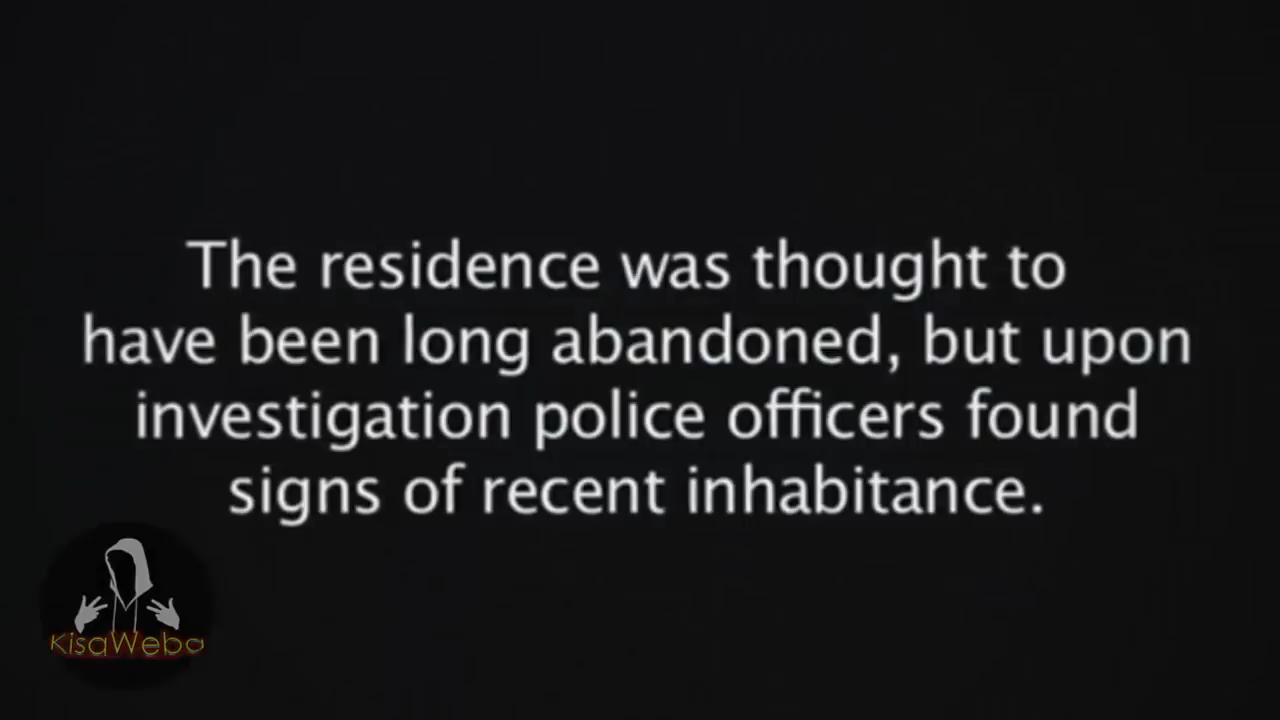 The residence was thought to
have been long abandoned, but upon
investigation police officers found
signs of recent inhabitance.
KisaWebo